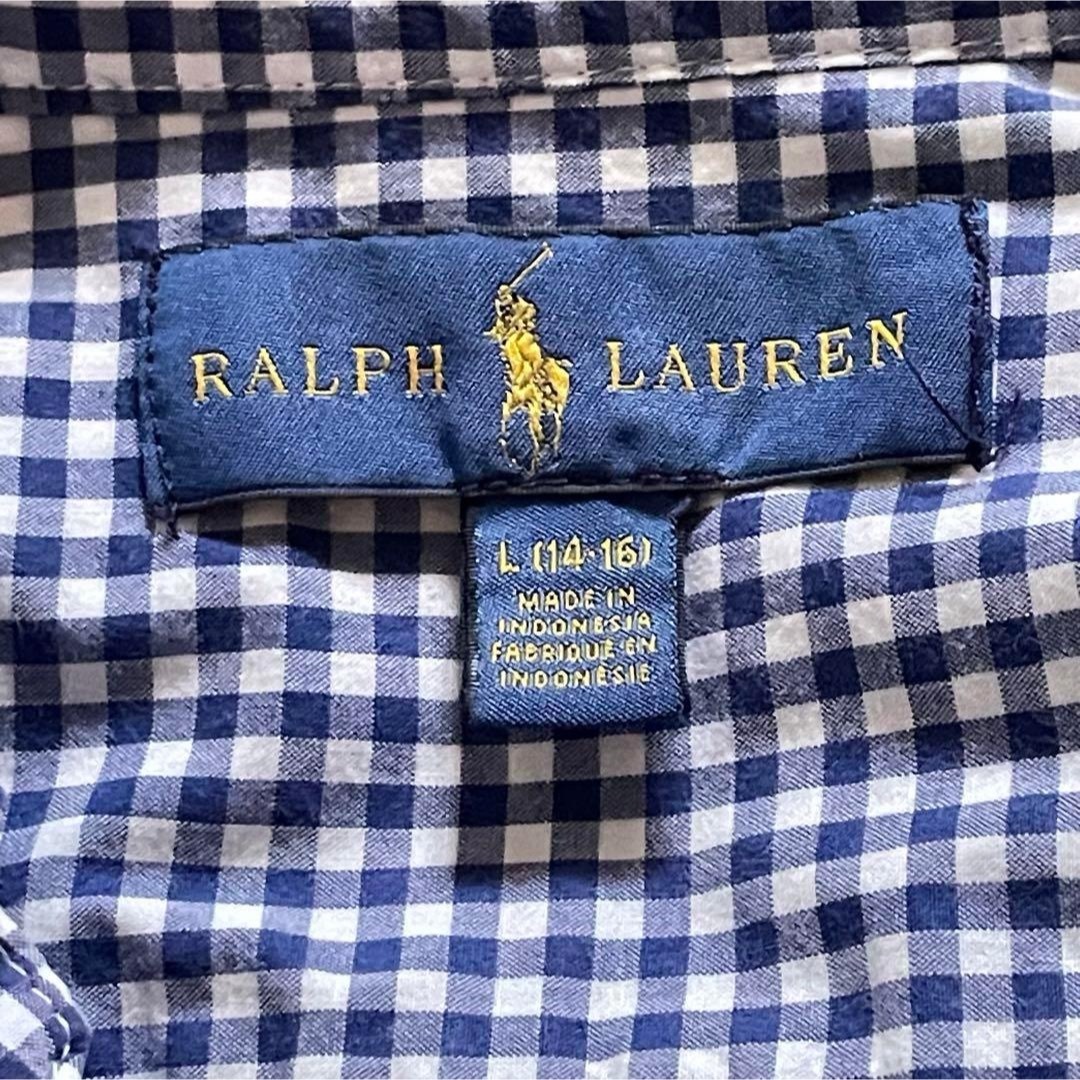 RALPH LAUREN
L (14-16)
MADE IN
INDONESIA
FABRIQUÉ EN
INDONÉSIE